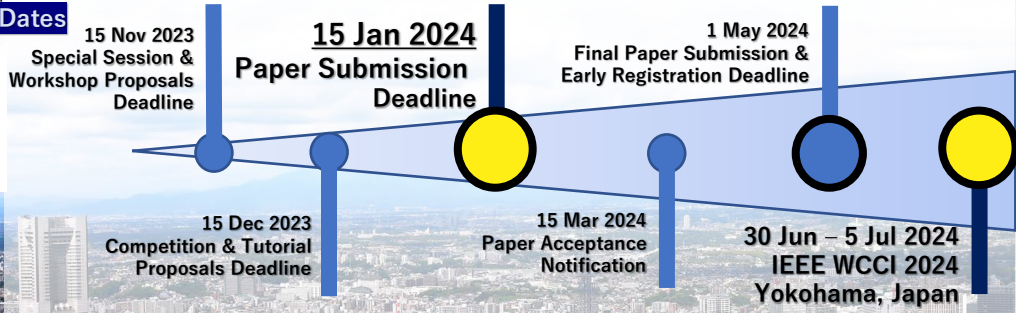 Dates
15 Nov 2023
Special Session &
Workshop Proposals
Deadline
15 Dec 2023
Competition & Tutorial
Proposals Deadline
15 Jan 2024
Paper Submission
Deadline
15 Mar 2024
Paper Acceptance
Notification
1 May 2024
Final Paper Submission &
Early Registration Deadline
30 Jun – 5 Jul 2024
IEEE WCCI 2024
Yokohama, Japan